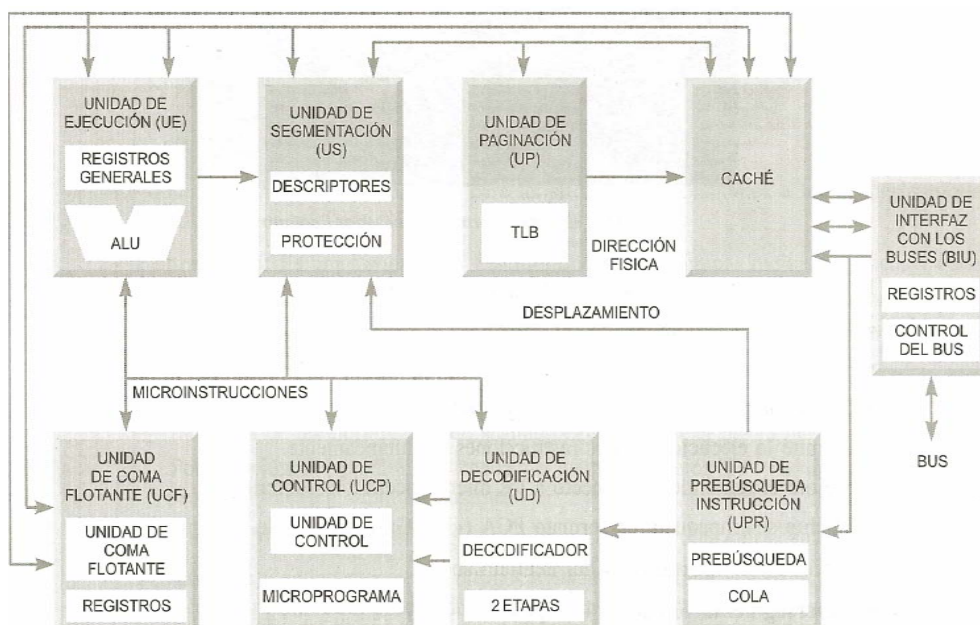 UNIDAD DE
EJECUCIÓN (UE)
REGISTROS
GENERALES
ALU
UNIDAD DE
SEGMENTACIÓN
(US)
DESCRIPTORES
PROTECCIÓN
UNIDAD DE
PAGINACIÓN
(UP)
TLB
DIRECCIÓN
FISICA
CACHÉ
UNIDAD DE
INTERFAZ
CON LOS
BUSES (BIU)
REGISTROS
CONTROL
DEL BUS
BUS
DESPLAZAMIENTO
MICROINSTRUCCIONES
UNIDAD
DE COMA
FLOTANTE (UCF)
UNIDAD DE
COMA
FLOTANTE
REGISTROS
UNIDAD DE
CONTROL (UCP)
UNIDAD DE
CONTROL
MICROPROGRAMA
UNIDAD DE
DECODIFICACIÓN
(UD)
DECODIFICADOR
2 ETAPAS
UNIDAD DE
PREBÚSQUEDA
INSTRUCCIÓN
(UPR)
PREBÚSQUEDA
COLA